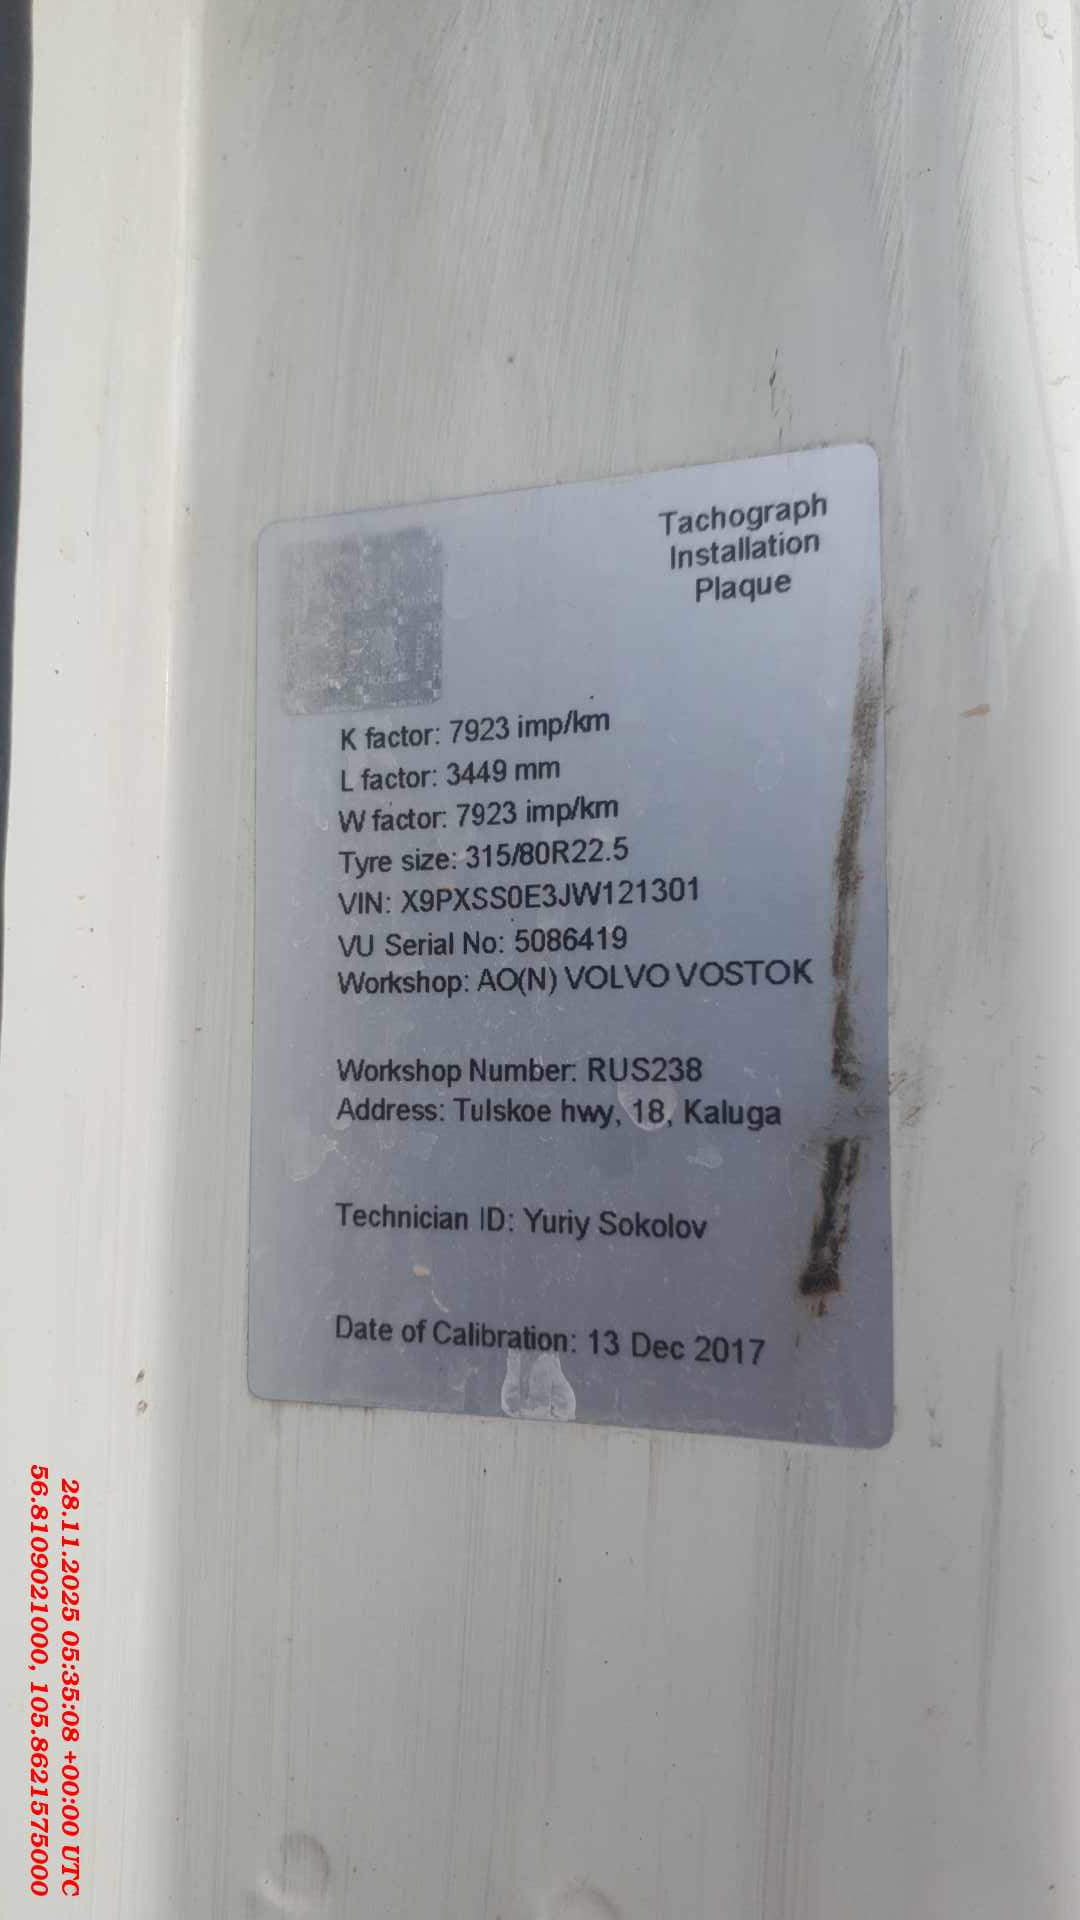 Tachograph
Installation
Plaque
K factor: 7923 imp/km
L factor: 3449 mm
W factor: 7923 imp/km
Tyre size: 315/80R22.5
VIN: X9PXSS0E3JW121301
VU Serial No: 5086419
Workshop: AO(N) VOLVO VOSTOK
Workshop Number: RUS238
Address: Tulskoe hwy, 18, Kaluga
Technician ID: Yuriy Sokolov
Date of Calibration: 13 Dec 2017
28.11.2025 05:35:08 +00:00 UTC
56.8109021000, 105.8621575000